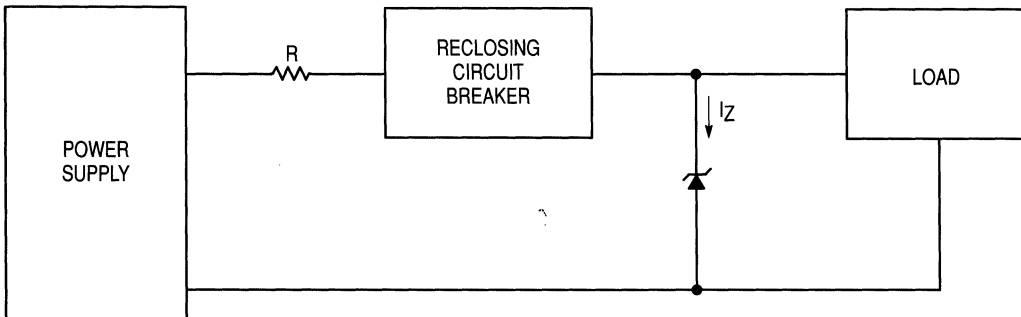 POWER
SUPPLY
R
RECLOSING
CIRCUIT
BREAKER
IZ
LOAD